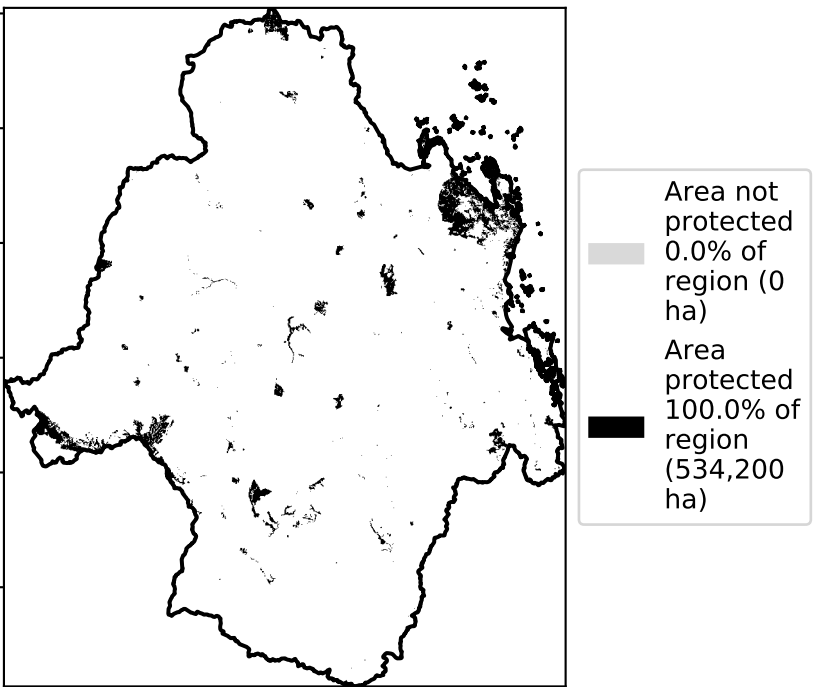 Area not
protected
0.0% of
region (0
ha)
Area
protected
100.0% of
region
(534,200
ha)